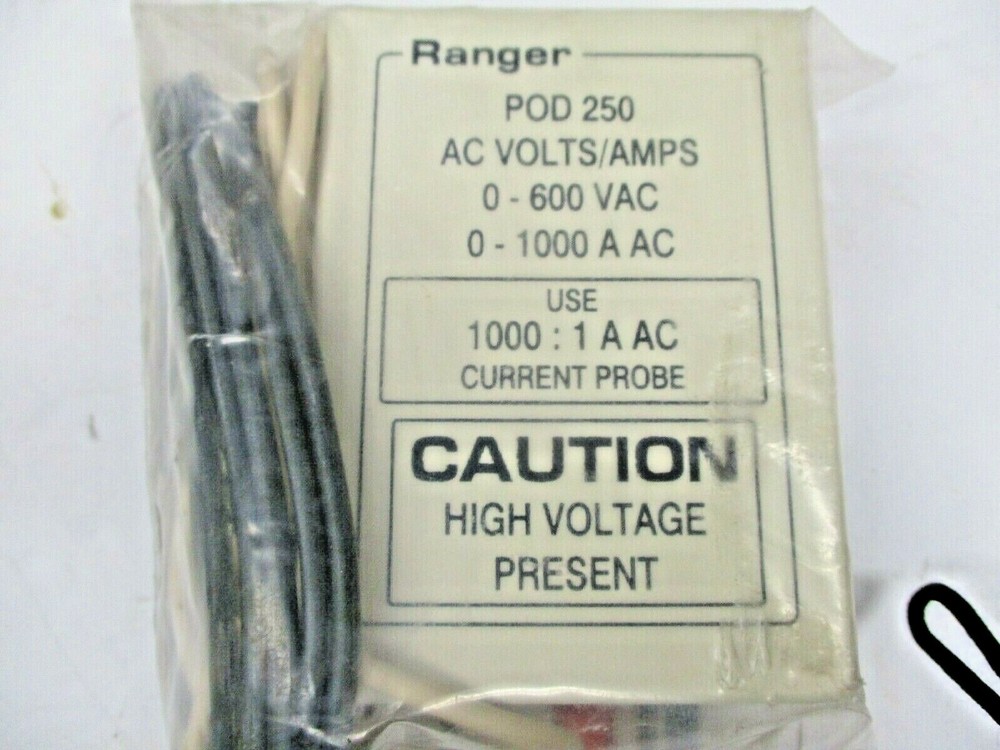 Ranger
POD 250
AC VOLTS/AMPS
0 - 600 VAC
0 - 1000 A AC
USE
1000 : 1 A AC
CURRENT PROBE
CAUTION
HIGH VOLTAGE
PRESENT